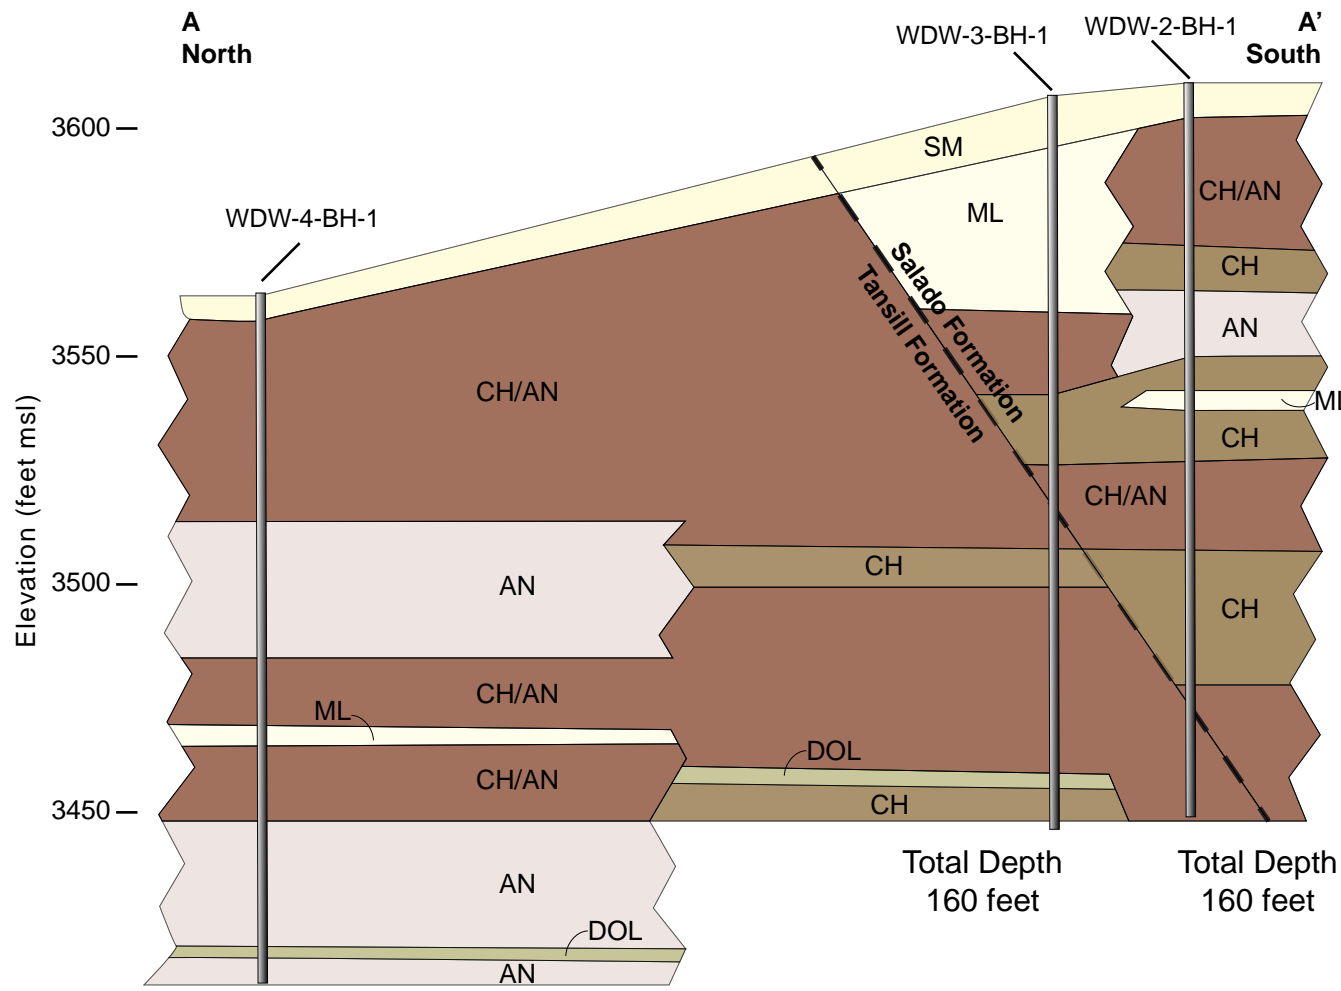 A
North
A’
South
WDW-3-BH-1
WDW-2-BH-1
WDW-4-BH-1
Elevation (feet msl)
3600
3550
3500
3450
SM
ML
CH/AN
CH
AN
ML
CH
CH/AN
CH
Salado Formation
Tansill Formation
CH/AN
AN
CH
CH/AN
ML
CH/AN
DOL
CH
AN
DOL
AN
Total Depth
160 feet
Total Depth
160 feet